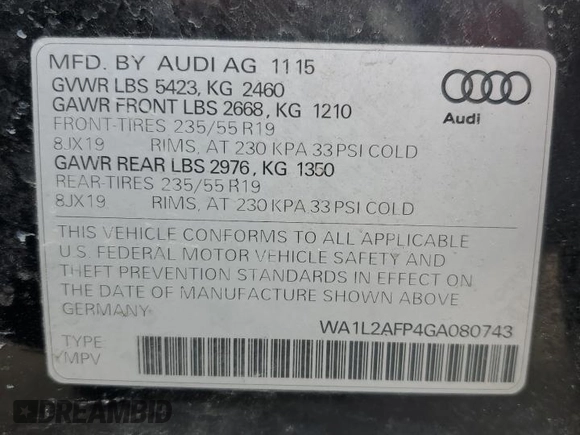 MFD. BY AUDI AG 11 15
GVWR LBS 5423, KG 2460
GAWR FRONT LBS 2668, KG 1210
FRONT-TIRES 235/55 R19
8JX19 RIMS, AT 230 KPA 33 PSI COLD
GAWR REAR LBS 2976, KG 1350
REAR-TIRES 235/55 R19
8JX19 RIMS, AT 230 KPA 33 PSI COLD
Audi
THIS VEHICLE CONFORMS TO ALL APPLICABLE
U.S. FEDERAL MOTOR VEHICLE SAFETY AND
THEFT PREVENTION STANDARDS IN EFFECT ON
THE DATE OF MANUFACTURE SHOWN ABOVE
GERMANY
WA1L2AFP4GA080743
TYPE
MPV
DREAMBID